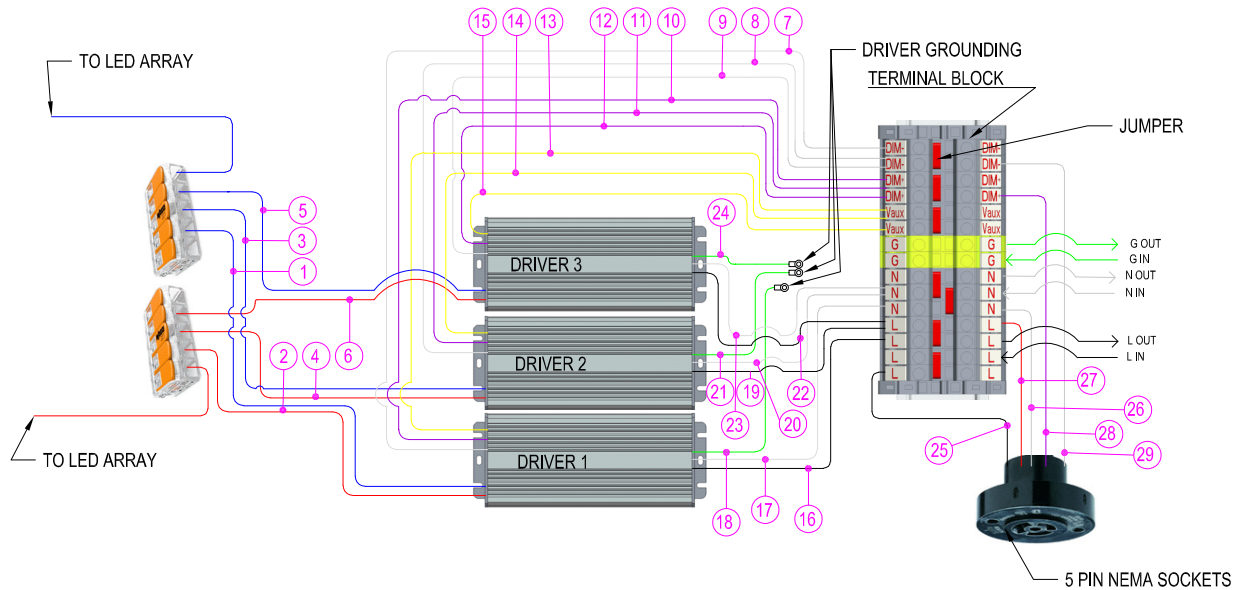 15
14
13
12
11
10
9
8
7
TO LED ARRAY
DRIVER GROUNDING
TERMINAL BLOCK
JUMPER
DIM-
DIM-
DIM-
DIM-
DIM+
DIM+
DIM+
DIM+
Vaux
Vaux
Vaux
Vaux
G
G
G OUT
G
G
G IN
N
N
N OUT
N
N
N IN
N
N
L
L
L
L
L OUT
L
L
L IN
L
L
5
3
1
24
DRIVER 3
6
2
4
DRIVER 2
21
19
20
22
23
27
26
28
29
25
TO LED ARRAY
DRIVER 1
18
17
16
5 PIN NEMA SOCKETS